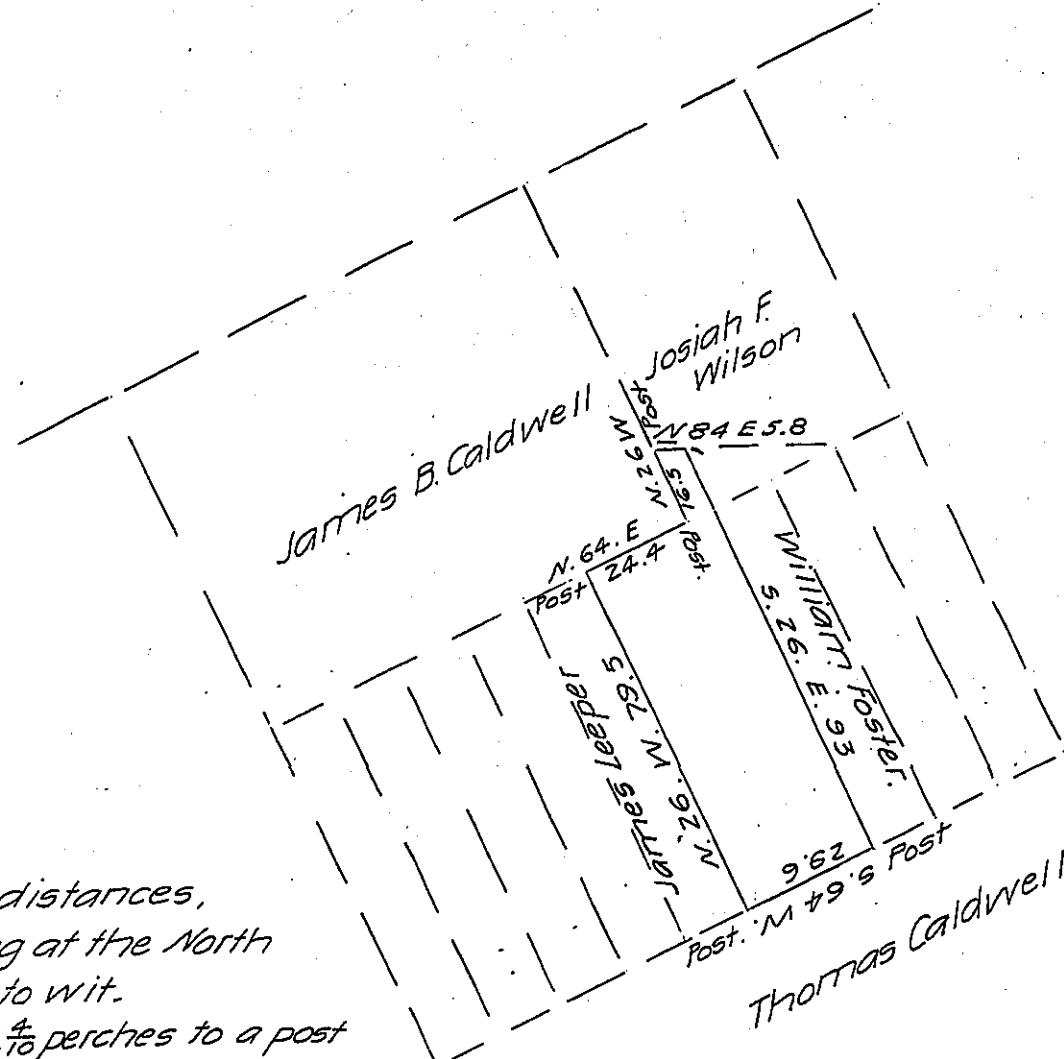 Josiah F.
Wilson
James B. Caldwell
Post
N 84 E 5.8
N. 26 W
16.5
Post.
N. 64. E
24.4
Post
James Leeper
N. 26. W. 79.5
S. 26. E. 93
William Foster.
29.6
Post. S. 64 W. Post
Thomas Caldwell
distances,
g at the North
to wit.
4/10 perches to a post